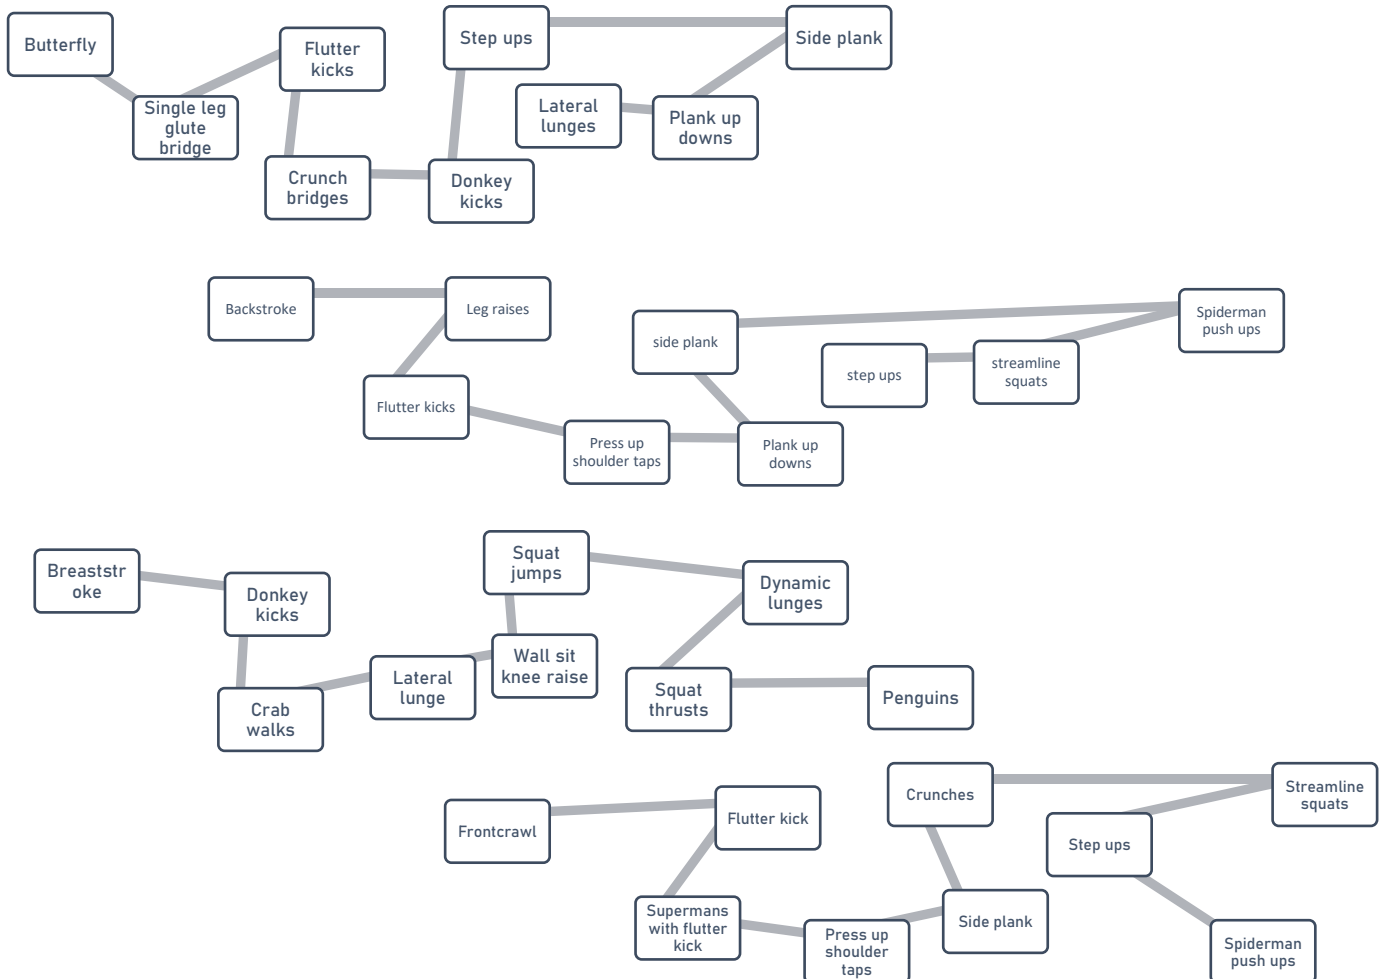 Butterfly
Single leg
glute
bridge
Flutter
kicks
Crunch
bridges
Donkey
kicks
Step ups
Side plank
Plank up
downs
Lateral
lunges
Backstroke
Leg raises
Flutter kicks
Press up
shoulder taps
Plank up
downs
side plank
Spiderman
push ups
streamline
squats
step ups
Breaststr
oke
Donkey
kicks
Crab
walks
Lateral
lunge
Wall sit
knee raise
Squat
jumps
Dynamic
lunges
Squat
thrusts
Penguins
Frontcrawl
Flutter kick
Supermans
with flutter
kick
Press up
shoulder
taps
Side plank
Crunches
Streamline
squats
Step ups
Spiderman
push ups